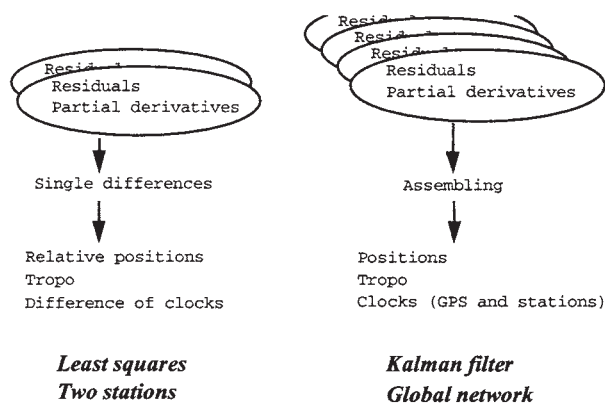 Residuals
Partial derivatives
Single differences
Relative positions
Tropo
Difference of clocks
Least squares
Two stations
Residuals
Partial derivatives
Assembling
Positions
Tropo
Clocks (GPS and stations)
Kalman filter
Global network